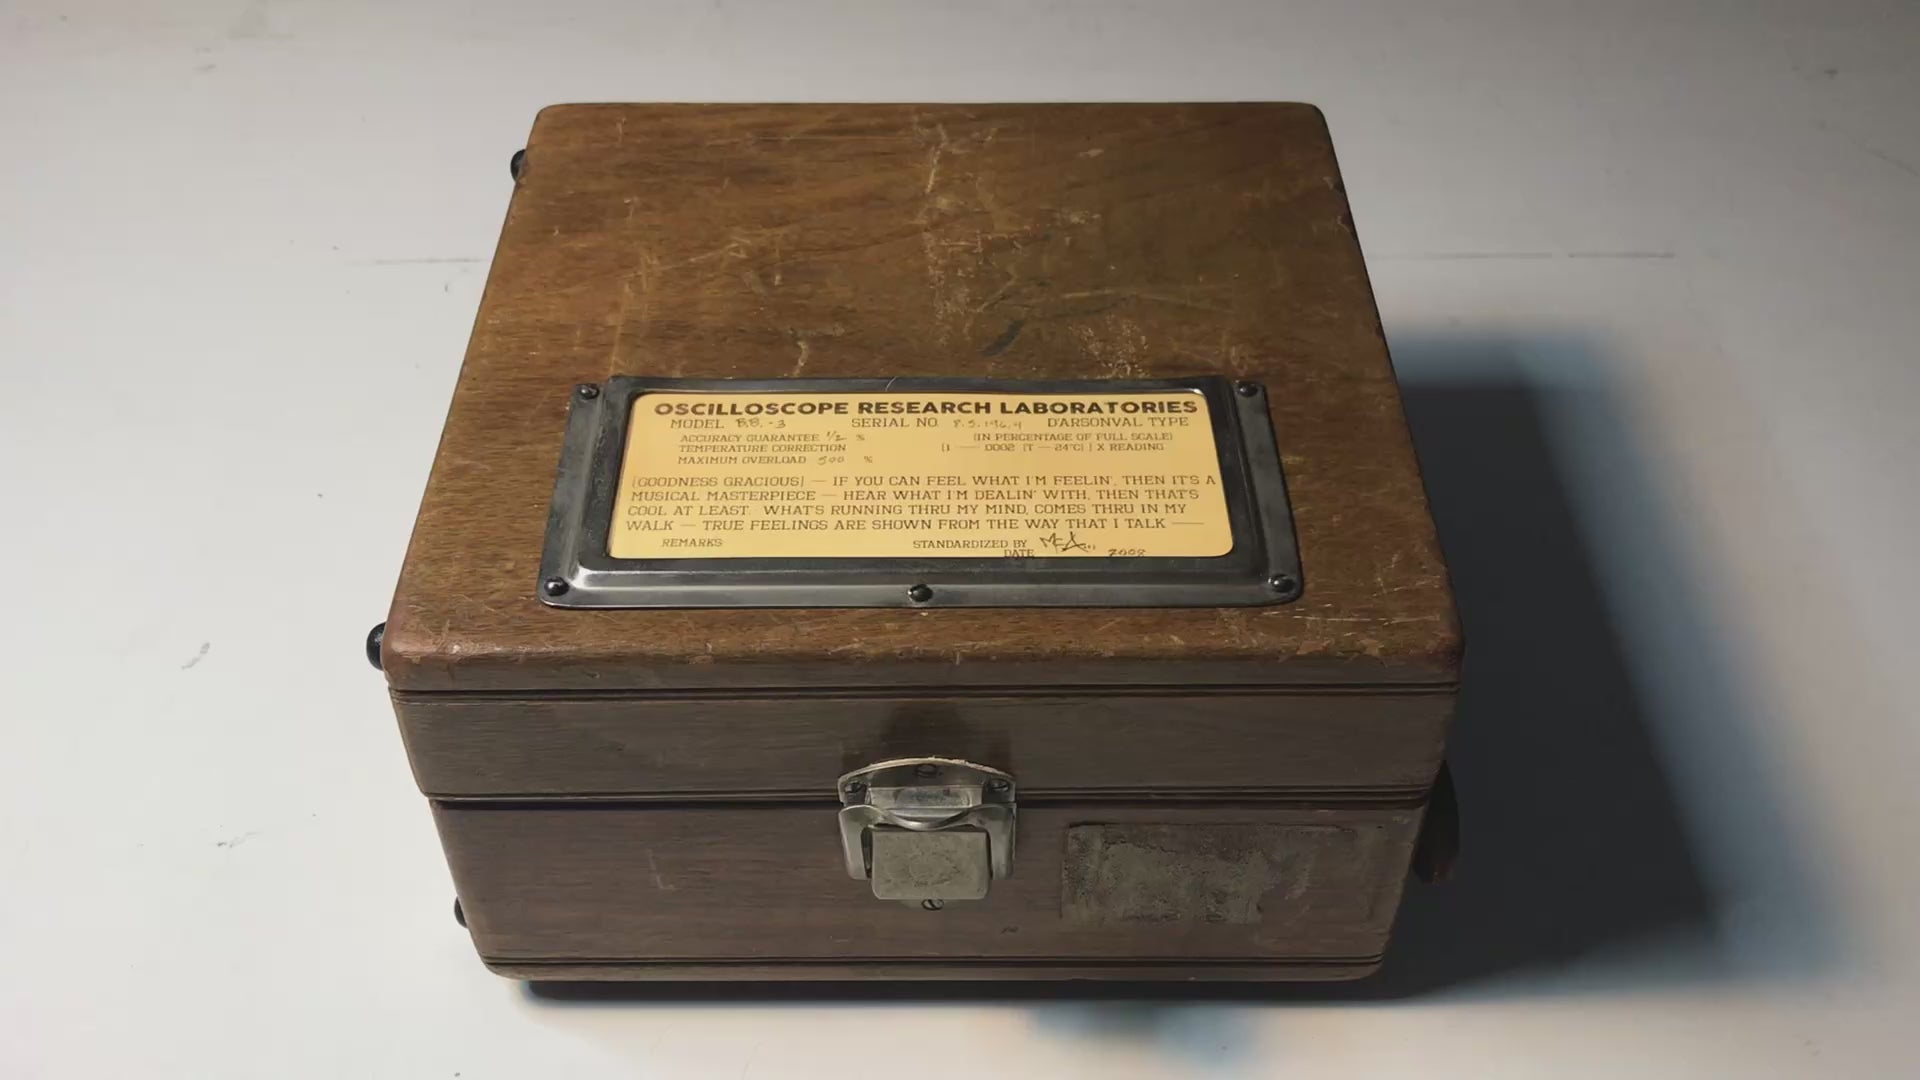 OSCILLOSCOPE RESEARCH LABORATORIES
MODEL B.B. - 3 SERIAL NO. D'ARSONVAL TYPE
ACCURACY GUARANTEE 1/2 % (IN PERCENTAGE OF FULL SCALE)
TEMPERATURE CORRECTION (1 — .0002 (T — 24°C) ) X READING
MAXIMUM OVERLOAD 500 %
(GOODNESS GRACIOUS) — IF YOU CAN FEEL WHAT I'M FEELIN', THEN IT'S A
MUSICAL MASTERPIECE — HEAR WHAT I'M DEALIN' WITH, THEN THAT'S
COOL AT LEAST. WHAT'S RUNNING THRU MY MIND, COMES THRU IN MY
WALK — TRUE FEELINGS ARE SHOWN FROM THE WAY THAT I TALK —
REMARKS STANDARDIZED BY
DATE 2008